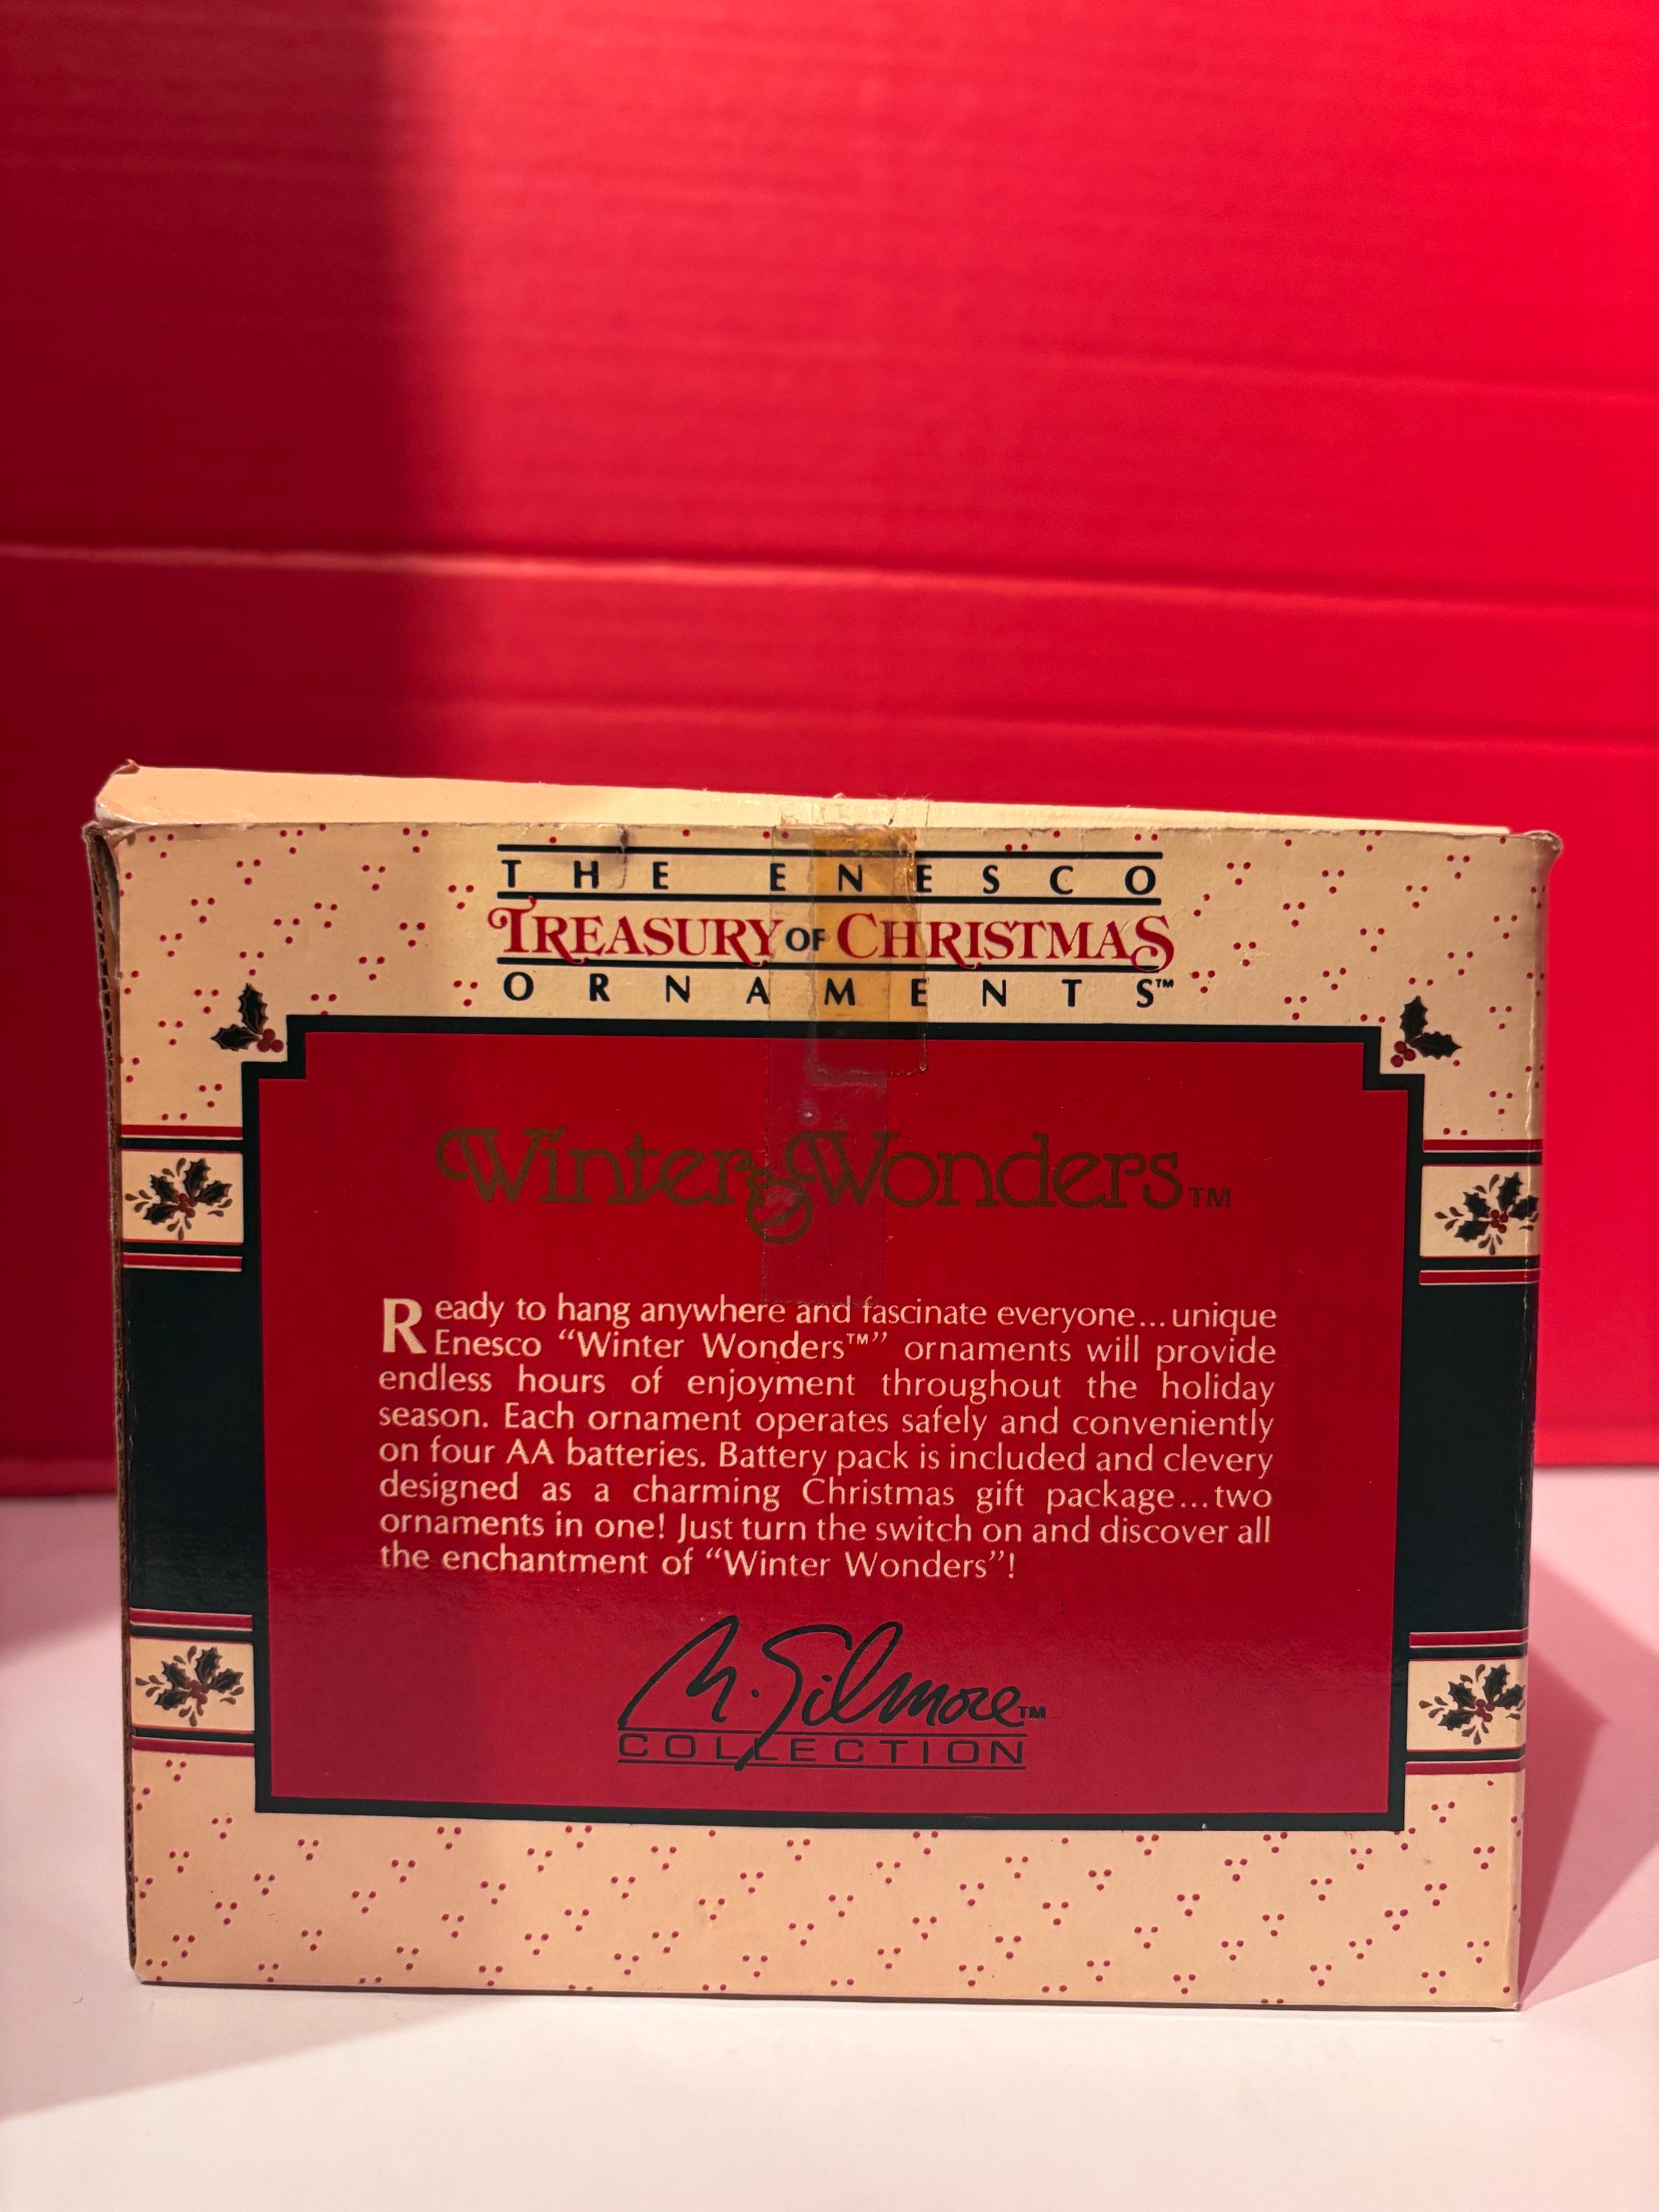 THE ENESCO
TREASURY OF CHRISTMAS
ORNAMENTS™
Winter Wonders™
Ready to hang anywhere and fascinate everyone...unique
Enesco “Winter Wonders™” ornaments will provide
endless hours of enjoyment throughout the holiday
season. Each ornament operates safely and conveniently
on four AA batteries. Battery pack is included and clevery
designed as a charming Christmas gift package...two
ornaments in one! Just turn the switch on and discover all
the enchantment of “Winter Wonders”!
M. Gilmore™
COLLECTION